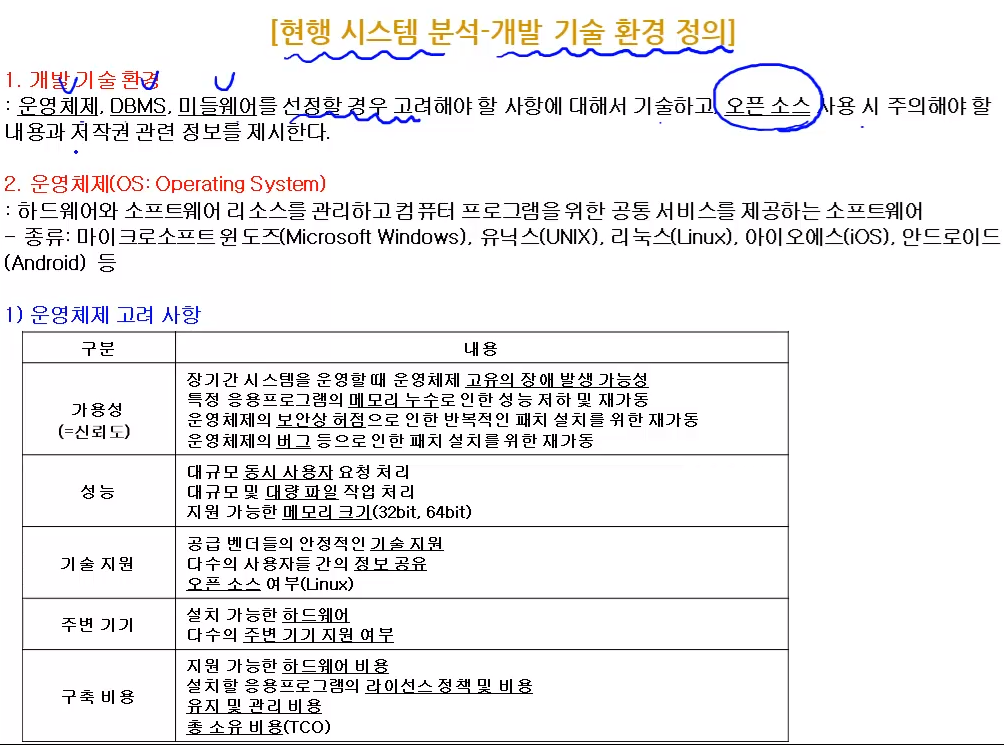 [현행 시스템 분석-개발 기술 환경 정의]
1. 개발 기술 환경
: 운영체제, DBMS, 미들웨어를 선정할 경우 고려해야 할 사항에 대해서 기술하고, 오픈 소스 사용 시 주의해야 할
내용과 저작권 관련 정보를 제시한다.
2. 운영체제(OS: Operating System)
: 하드웨어와 소프트웨어 리소스를 관리하고 컴퓨터 프로그램을 위한 공통 서비스를 제공하는 소프트웨어
- 종류: 마이크로소프트 윈도즈(Microsoft Windows), 유닉스(UNIX), 리눅스(Linux), 아이오에스(iOS), 안드로이드
(Android) 등
1) 운영체제 고려 사항
구분 내용
가용성
(=신뢰도)
장기간 시스템을 운영할 때 운영체제 고유의 장애 발생 가능성
특정 응용프로그램의 메모리 누수로 인한 성능 저하 및 재가동
운영체제의 보안상 허점으로 인한 반복적인 패치 설치를 위한 재가동
운영체제의 버그 등으로 인한 패치 설치를 위한 재가동
성능
대규모 동시 사용자 요청 처리
대규모 및 대량 파일 작업 처리
지원 가능한 메모리 크기(32bit, 64bit)
기술 지원
공급 벤더들의 안정적인 기술 지원
다수의 사용자들 간의 정보 공유
오픈 소스 여부(Linux)
주변 기기
설치 가능한 하드웨어
다수의 주변 기기 지원 여부
구축 비용
지원 가능한 하드웨어 비용
설치할 응용프로그램의 라이선스 정책 및 비용
유지 및 관리 비용
총 소유 비용(TCO)